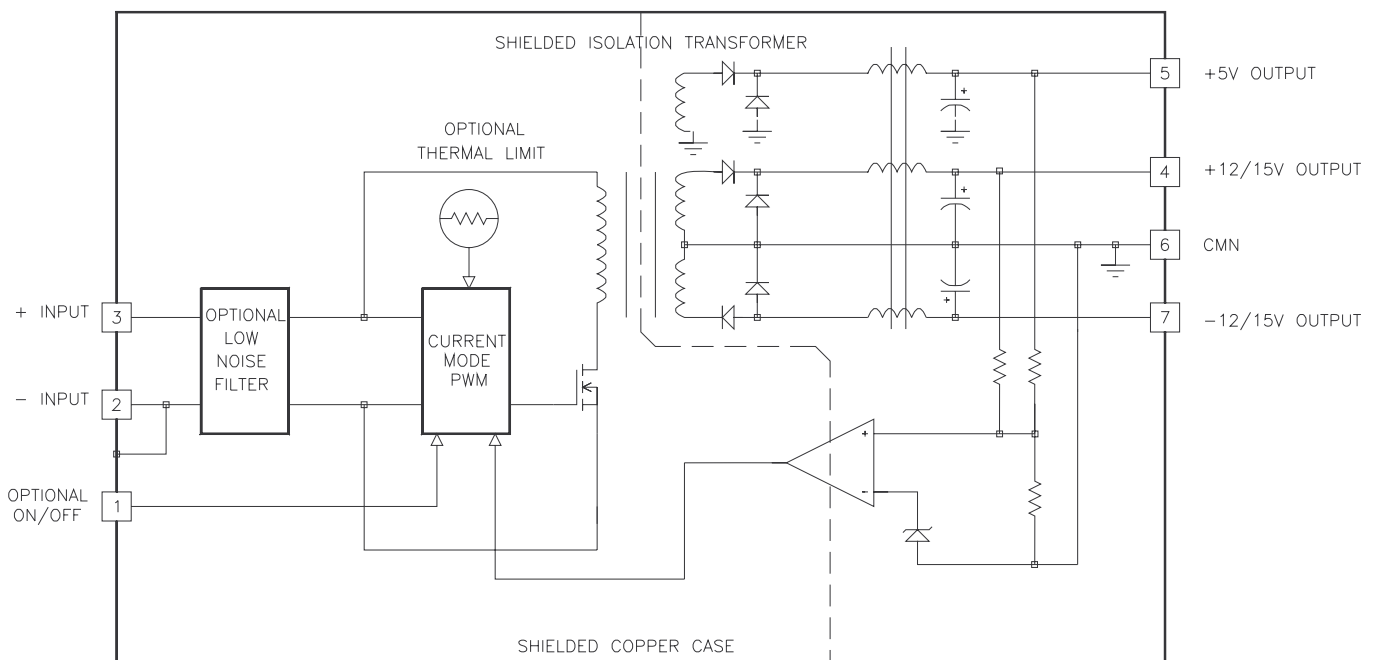 SHIELDED ISOLATION TRANSFORMER
5
+5V OUTPUT
OPTIONAL
THERMAL LIMIT
4
+12/15V OUTPUT
6
CMN
+ INPUT
3
OPTIONAL
LOW
NOISE
FILTER
CURRENT
MODE
PWM
7
-12/15V OUTPUT
- INPUT
2
OPTIONAL
ON/OFF
1
+
+
+
+
-
SHIELDED COPPER CASE